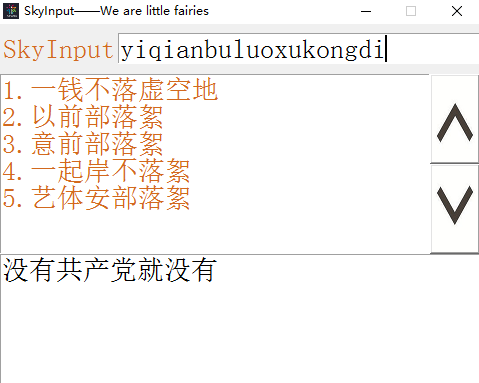 SkyInput——We are little fairies
SkyInput yiqianbuluoxukongdi
1.一钱不落虚空地
2.以前部落絮
3.意前部落絮
4.一起岸不落絮
5.艺体安部落絮
没有共产党就没有